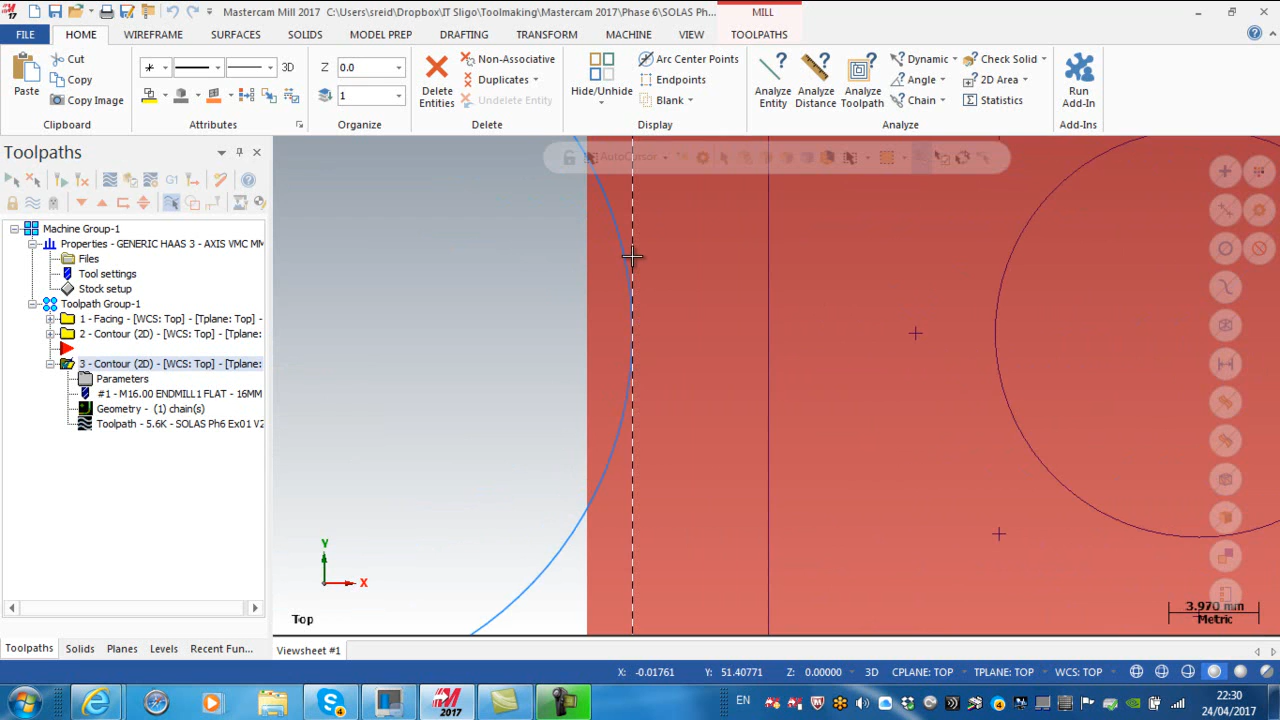 Mastercam Mill 2017 C:\Users\sreid\Dropbox\IT Sligo\Toolmaking\Mastercam 2017\Phase 6\SOLAS Ph...
MILL
FILE HOME WIREFRAME SURFACES SOLIDS MODEL PREP DRAFTING TRANSFORM MACHINE VIEW TOOLPATHS
Paste
Cut
Copy
Copy Image
Clipboard
3D
Attributes
Z 0.0
1
Organize
Delete Entities
Non-Associative
Duplicates
Undelete Entity
Delete
Hide/Unhide
Arc Center Points
Endpoints
Blank
Display
Analyze Entity
Analyze Distance
Analyze Toolpath
Dynamic
Angle
Chain
Check Solid
2D Area
Statistics
Analyze
Run Add-In
Add-Ins
Toolpaths
G1
AutoCursor
Machine Group-1
Properties - GENERIC HAAS 3 - AXIS VMC MM
Files
Tool settings
Stock setup
Toolpath Group-1
1 - Facing - [WCS: Top] - [Tplane: Top] -
2 - Contour (2D) - [WCS: Top] - [Tplane:
3 - Contour (2D) - [WCS: Top] - [Tplane:
Parameters
#1 - M16.00 ENDMILL1 FLAT - 16MM
Geometry - (1) chain(s)
Toolpath - 5.6K - SOLAS Ph6 Ex01 V2
Y
X
Top
3.970 mm
Metric
Toolpaths Solids Planes Levels Recent Fun...
Viewsheet #1
X: -0.01761 Y: 51.40771 Z: 0.00000 3D CPLANE: TOP TPLANE: TOP WCS: TOP
2017
EN
22:30
24/04/2017